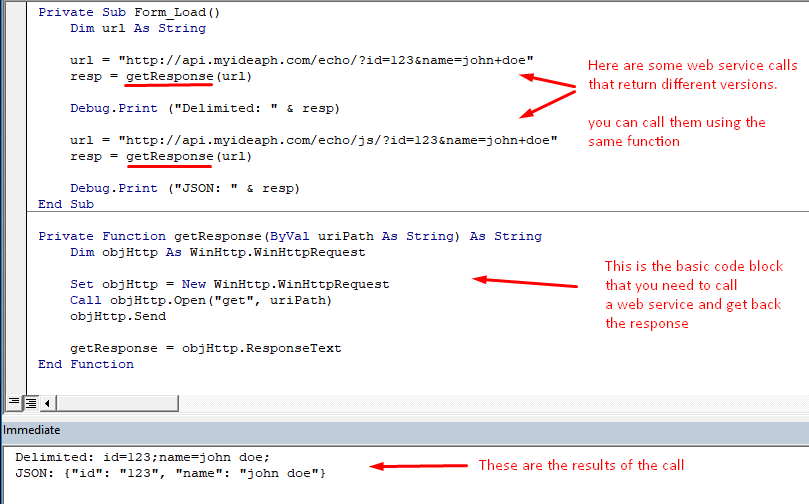 Private Sub Form_Load()
Dim url As String
url = "http://api.myideaph.com/echo/?id=123&name=john+doe"
resp = getResponse(url)
Debug.Print ("Delimited: " & resp)
url = "http://api.myideaph.com/echo/js/?id=123&name=john+doe"
resp = getResponse(url)
Debug.Print ("JSON: " & resp)
End Sub
Here are some web service calls
that return different versions.
you can call them using the
same function
Private Function getResponse(ByVal uriPath As String) As String
Dim objHttp As WinHttp.WinHttpRequest
Set objHttp = New WinHttp.WinHttpRequest
Call objHttp.Open("get", uriPath)
objHttp.Send
getResponse = objHttp.ResponseText
End Function
This is the basic code block
that you need to call
a web service and get back
the response
Immediate
Delimited: id=123;name=john doe;
JSON: {"id": "123", "name": "john doe"}
These are the results of the call